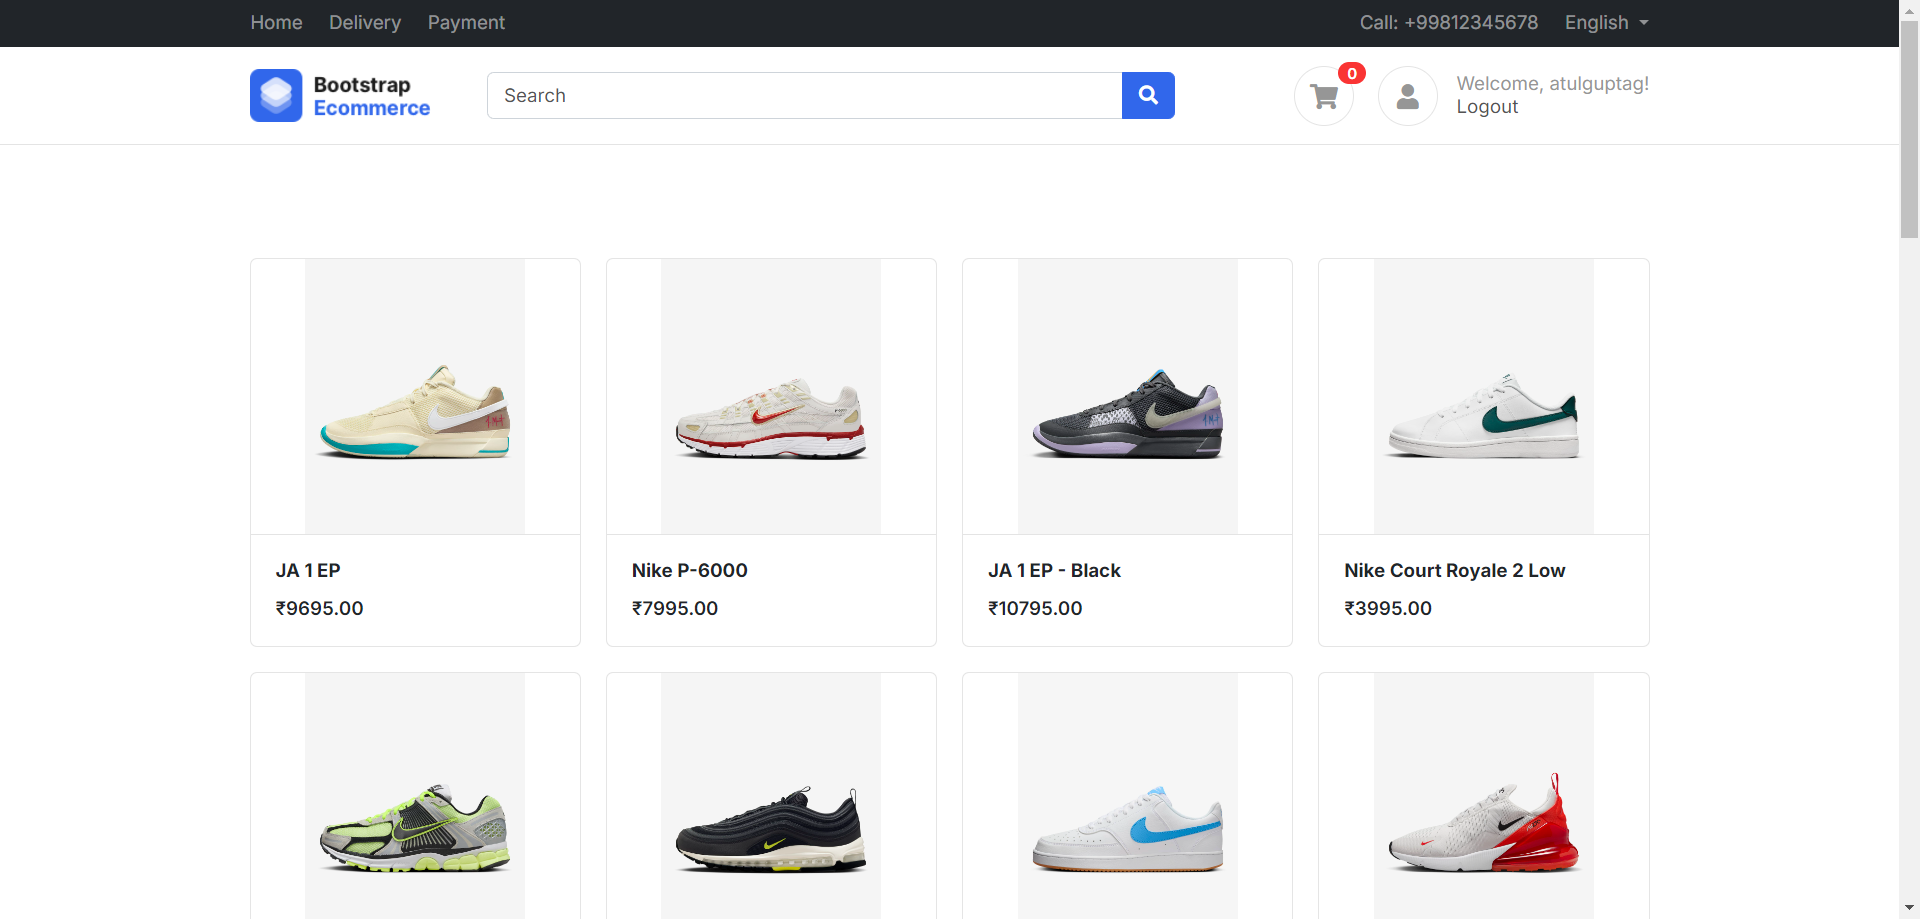 Home Delivery Payment Call: +99812345678 English
Bootstrap
Ecommerce
Search
0
Welcome, atulguptag!
Logout
JA 1 EP
₹9695.00
Nike P-6000
₹7995.00
JA 1 EP - Black
₹10795.00
Nike Court Royale 2 Low
₹3995.00